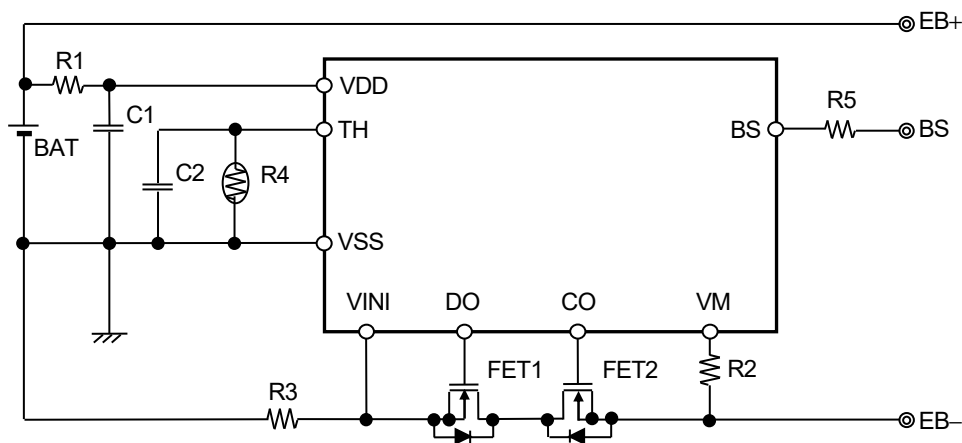 EB+
R1
VDD
R5
C1
TH
BS
BS
BAT
C2
R4
VSS
VINI
DO
CO
VM
FET1
FET2
R2
R3
EB−